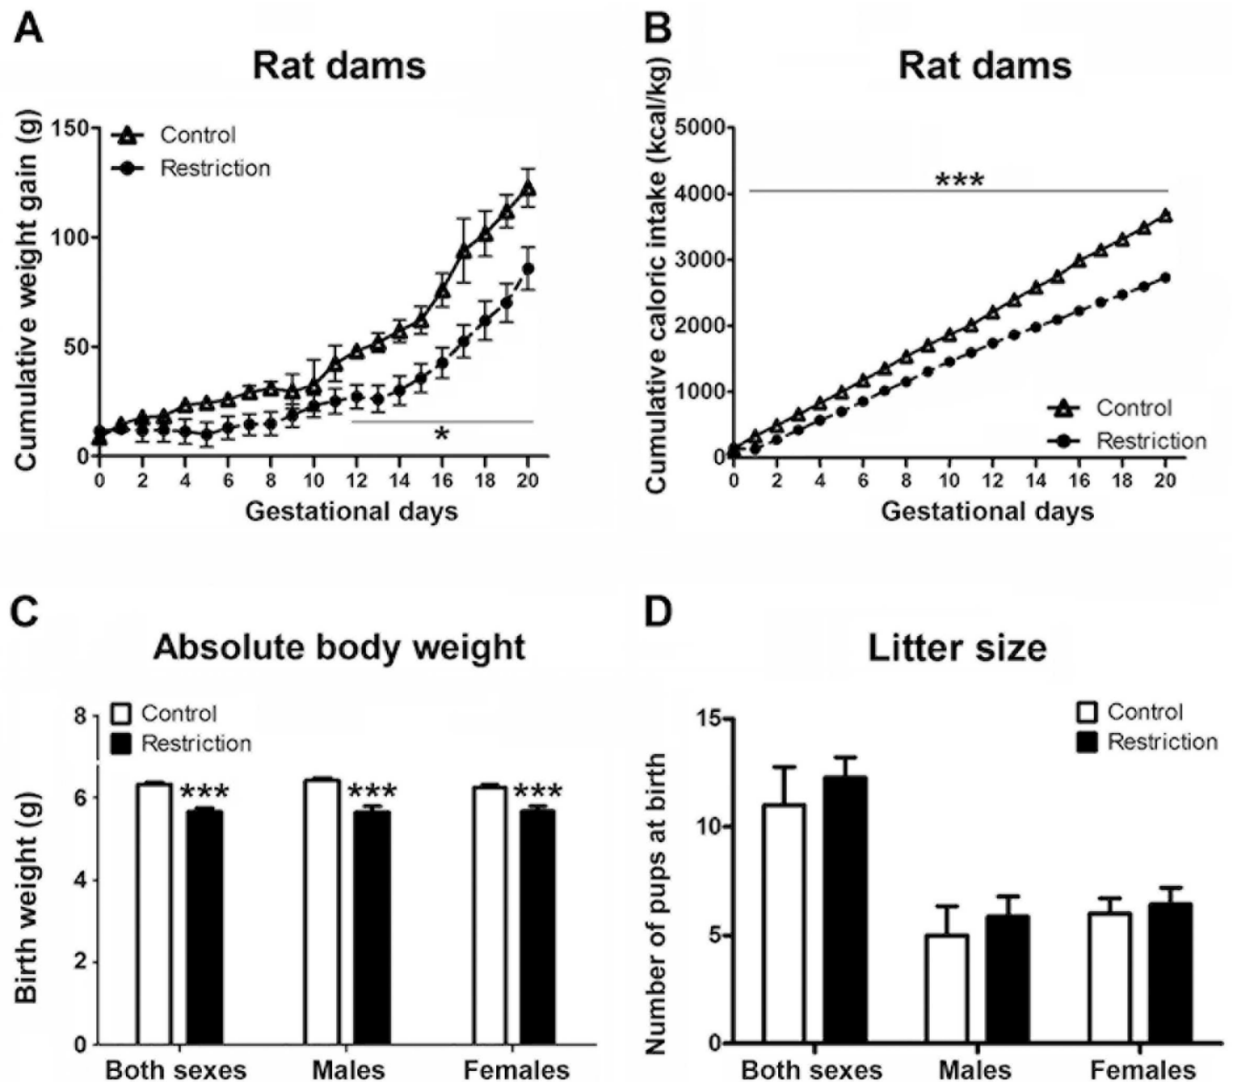 A
Rat dams
Cumulative weight gain (g)
150
100
50
0
Control
Restriction
*
0 2 4 6 8 10 12 14 16 18 20
Gestational days
B
Rat dams
Cumulative caloric intake (kcal/kg)
5000
4000
3000
2000
1000
0
***
Control
Restriction
0 2 4 6 8 10 12 14 16 18 20
Gestational days
C
Absolute body weight
Birth weight (g)
8
6
4
2
0
Control
Restriction
*** *** ***
Both sexes Males Females
D
Litter size
Number of pups at birth
15
10
5
0
Control
Restriction
Both sexes Males Females